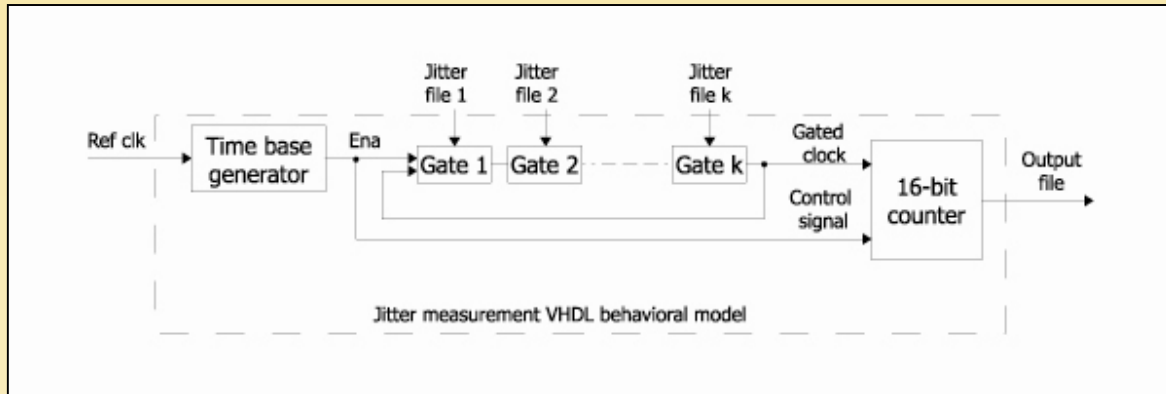 Jitter
file 1
Jitter
file 2
Jitter
file k
Ref clk
Time base
generator
Ena
Gate 1
Gate 2
Gate k
Gated
clock
Control
signal
16-bit
counter
Output
file
Jitter measurement VHDL behavioral model